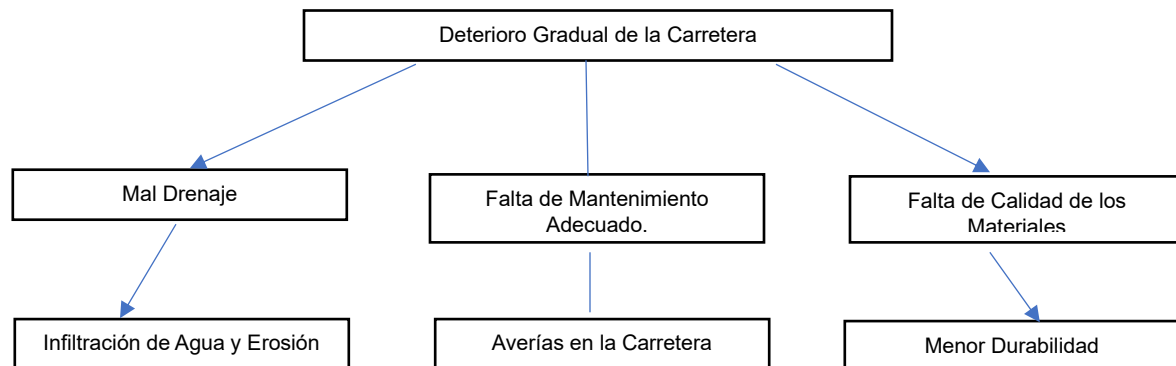 Deterioro Gradual de la Carretera
Mal Drenaje
Falta de Mantenimiento
Adecuado.
Falta de Calidad de los
Materiales
Infiltración de Agua y Erosión
Averías en la Carretera
Menor Durabilidad